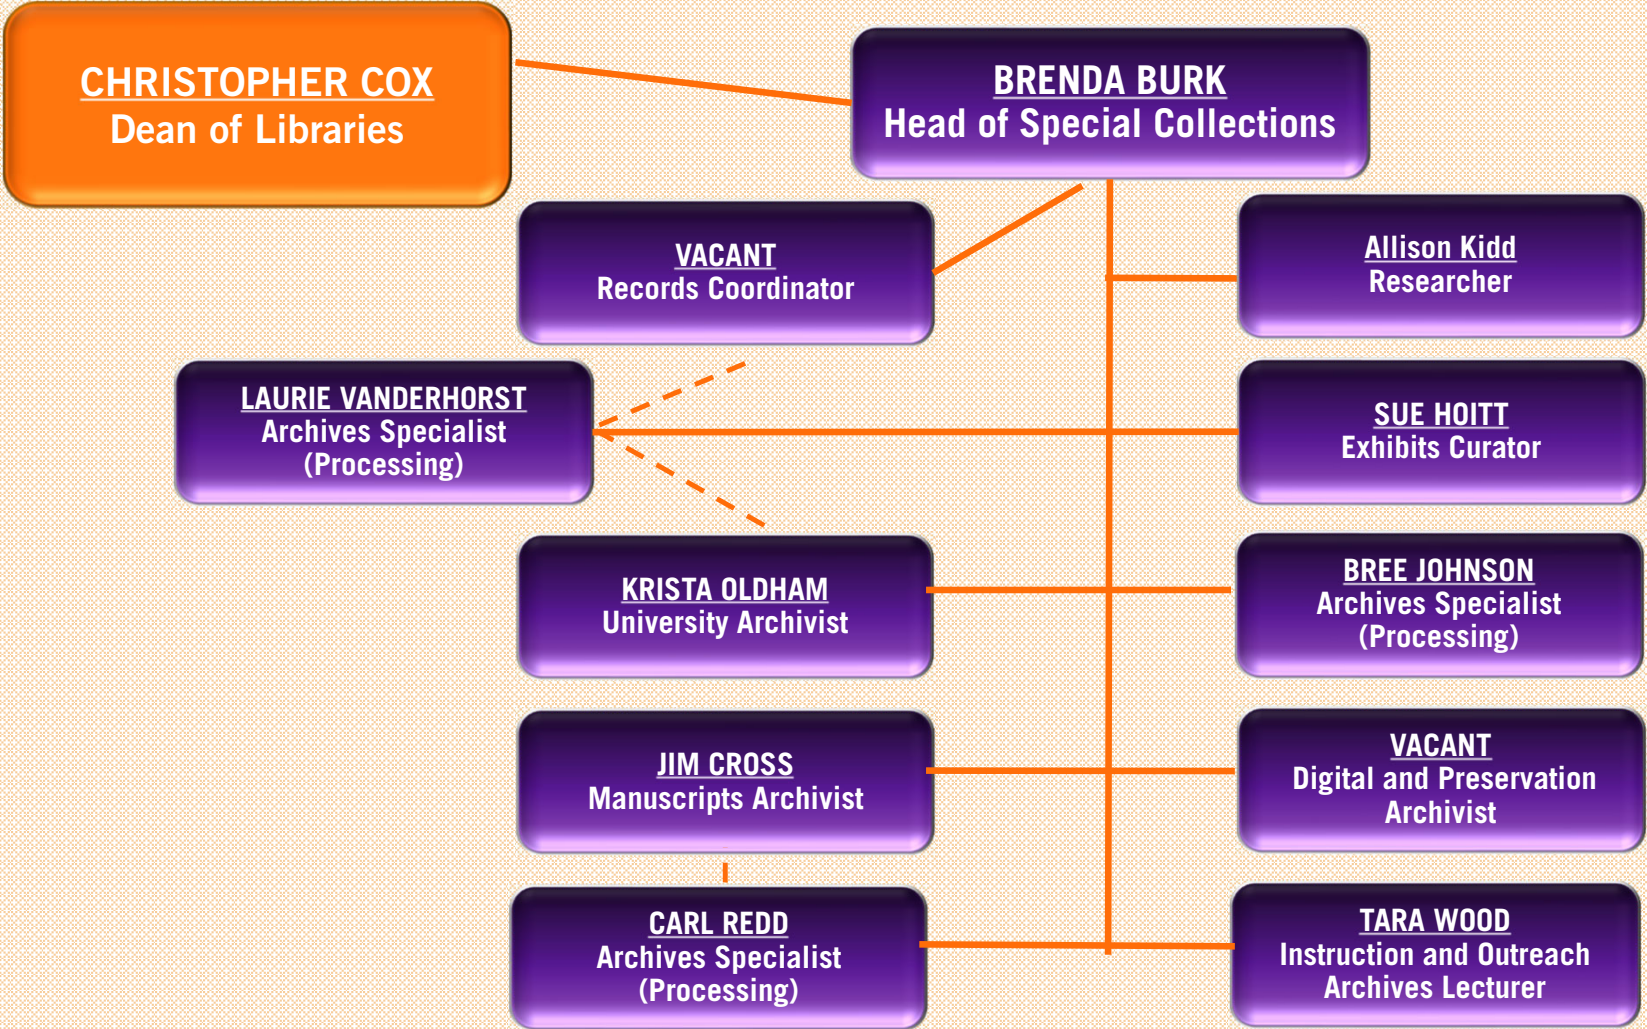 CHRISTOPHER COX
Dean of Libraries
BRENDA BURK
Head of Special Collections
VACANT
Records Coordinator
Allison Kidd
Researcher
LAURIE VANDERHORST
Archives Specialist
(Processing)
SUE HOITT
Exhibits Curator
KRISTA OLDHAM
University Archivist
BREE JOHNSON
Archives Specialist
(Processing)
JIM CROSS
Manuscripts Archivist
VACANT
Digital and Preservation
Archivist
CARL REDD
Archives Specialist
(Processing)
TARA WOOD
Instruction and Outreach
Archives Lecturer